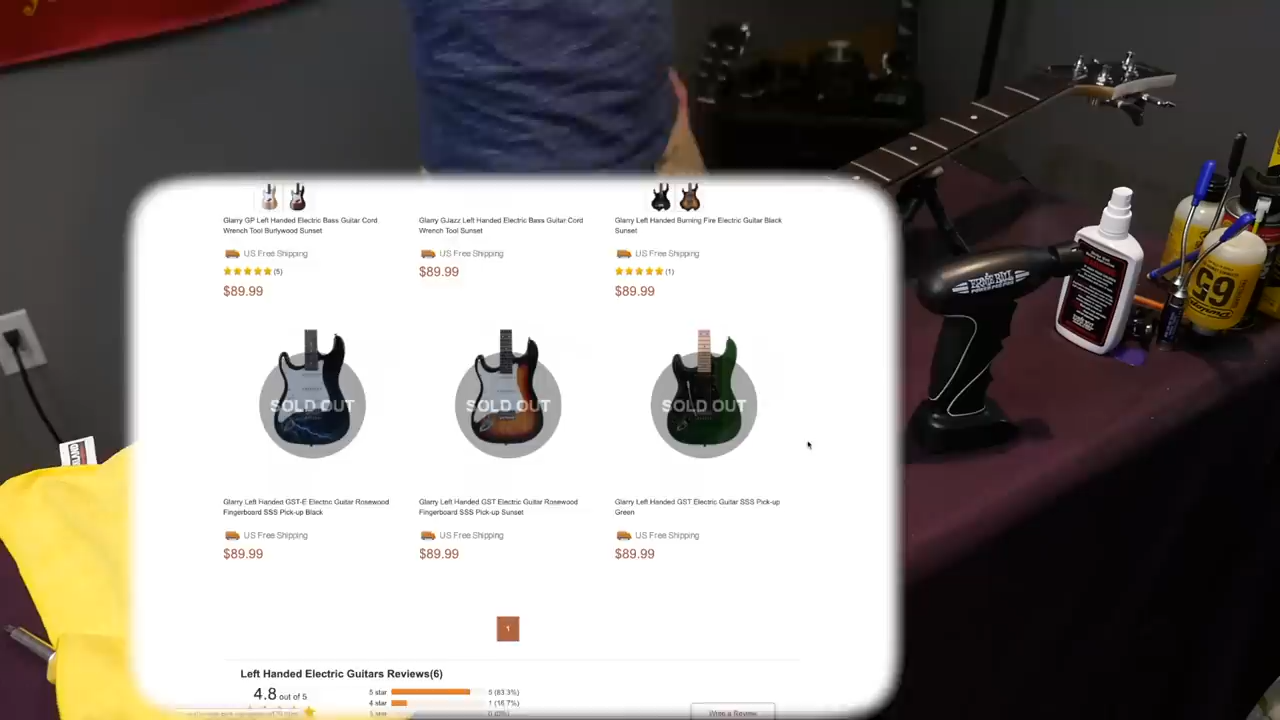 Glarry GP Left Handed Electric Bass Guitar Cord
Wrench Tool Burlywood Sunset
US Free Shipping
(5)
$89.99
Glarry GJazz Left Handed Electric Bass Guitar Cord
Wrench Tool Sunset
US Free Shipping
$89.99
Glarry Left Handed Burning Fire Electric Guitar Black
Sunset
US Free Shipping
(1)
$89.99
SOLD OUT
SOLD OUT
SOLD OUT
Glarry Left Handed GST-E Electric Guitar Rosewood
Fingerboard SSS Pick-up Black
US Free Shipping
$89.99
Glarry Left Handed GST Electric Guitar Rosewood
Fingerboard SSS Pick-up Sunset
US Free Shipping
$89.99
Glarry Left Handed GST Electric Guitar SSS Pick-up
Green
US Free Shipping
$89.99
1
Left Handed Electric Guitars Reviews(6)
4.8 out of 5
5 star 5 (83.3%)
4 star 1 (16.7%)
Write a Review
ERNIE BALL
Dunlop
65